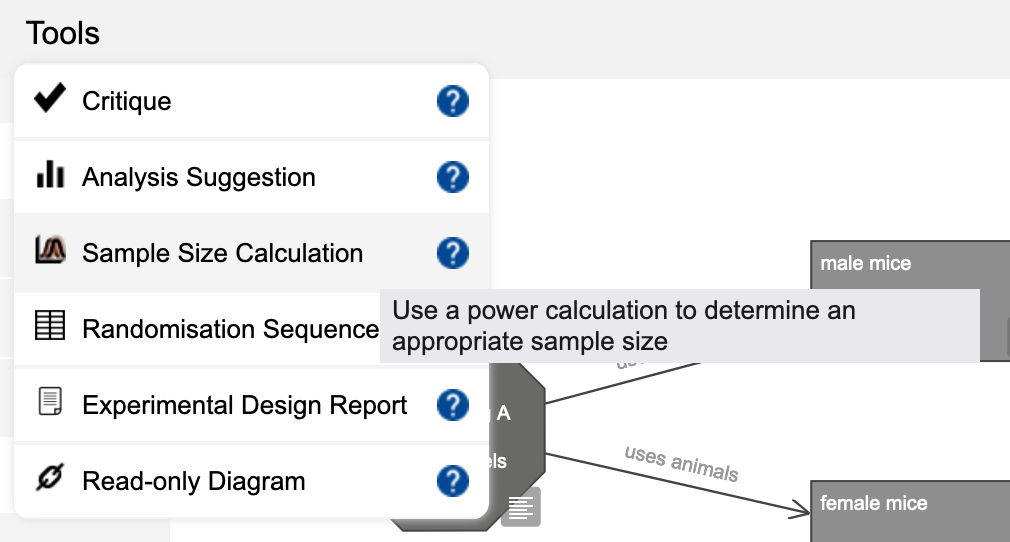 Tools
Critique
Analysis Suggestion
Sample Size Calculation
Randomisation Sequence
Experimental Design Report
Read-only Diagram
Use a power calculation to determine an
appropriate sample size
male mice
A
uses animals
female mice